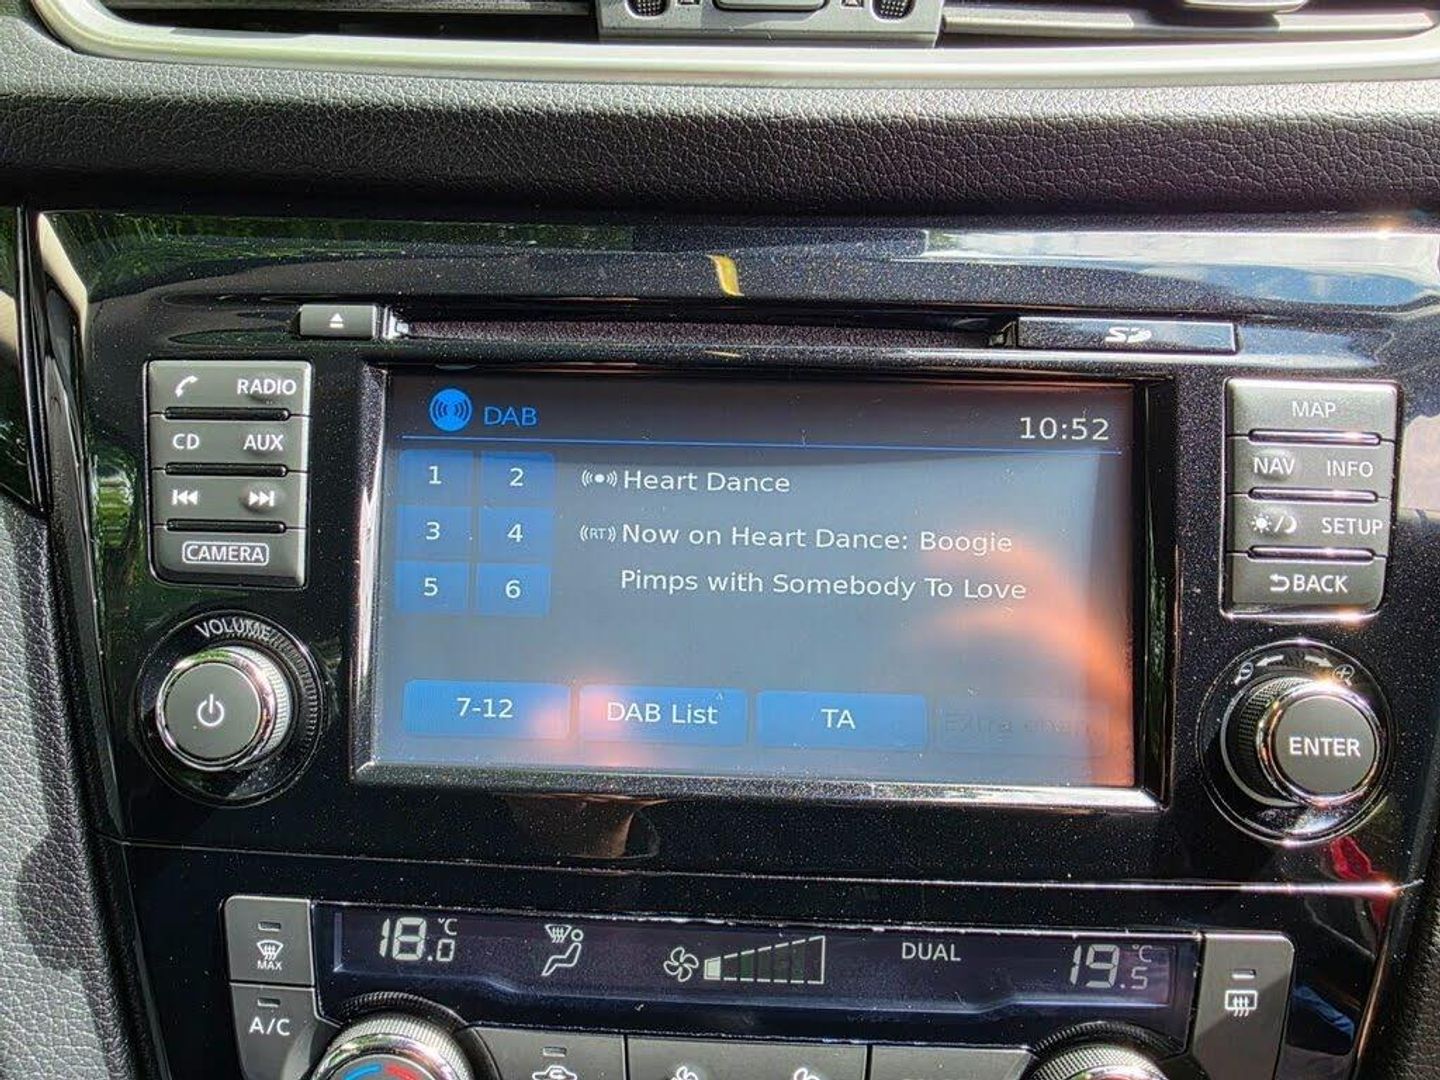 SD
RADIO
CD AUX
CAMERA
VOLUME
DAB
10:52
1 2
3 4
5 6
Heart Dance
(RT) Now on Heart Dance: Boogie
Pimps with Somebody To Love
7-12 DAB List TA
MAP
NAV INFO
SETUP
BACK
ENTER
MAX
A/C
18.0 °C
DUAL
19.5 °C